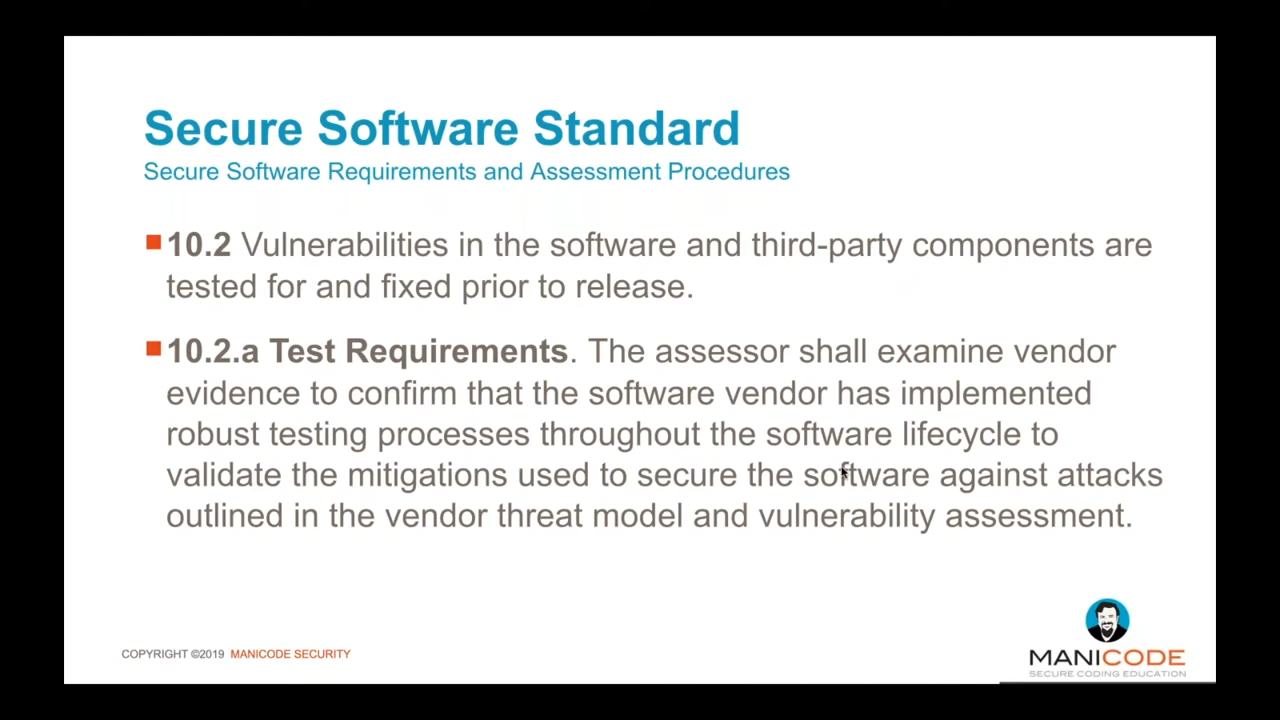 Secure Software Standard
Secure Software Requirements and Assessment Procedures
10.2 Vulnerabilities in the software and third-party components are
tested for and fixed prior to release.
10.2.a Test Requirements. The assessor shall examine vendor
evidence to confirm that the software vendor has implemented
robust testing processes throughout the software lifecycle to
validate the mitigations used to secure the software against attacks
outlined in the vendor threat model and vulnerability assessment.
COPYRIGHT ©2019 MANICODE SECURITY
MANICODE
SECURE CODING EDUCATION